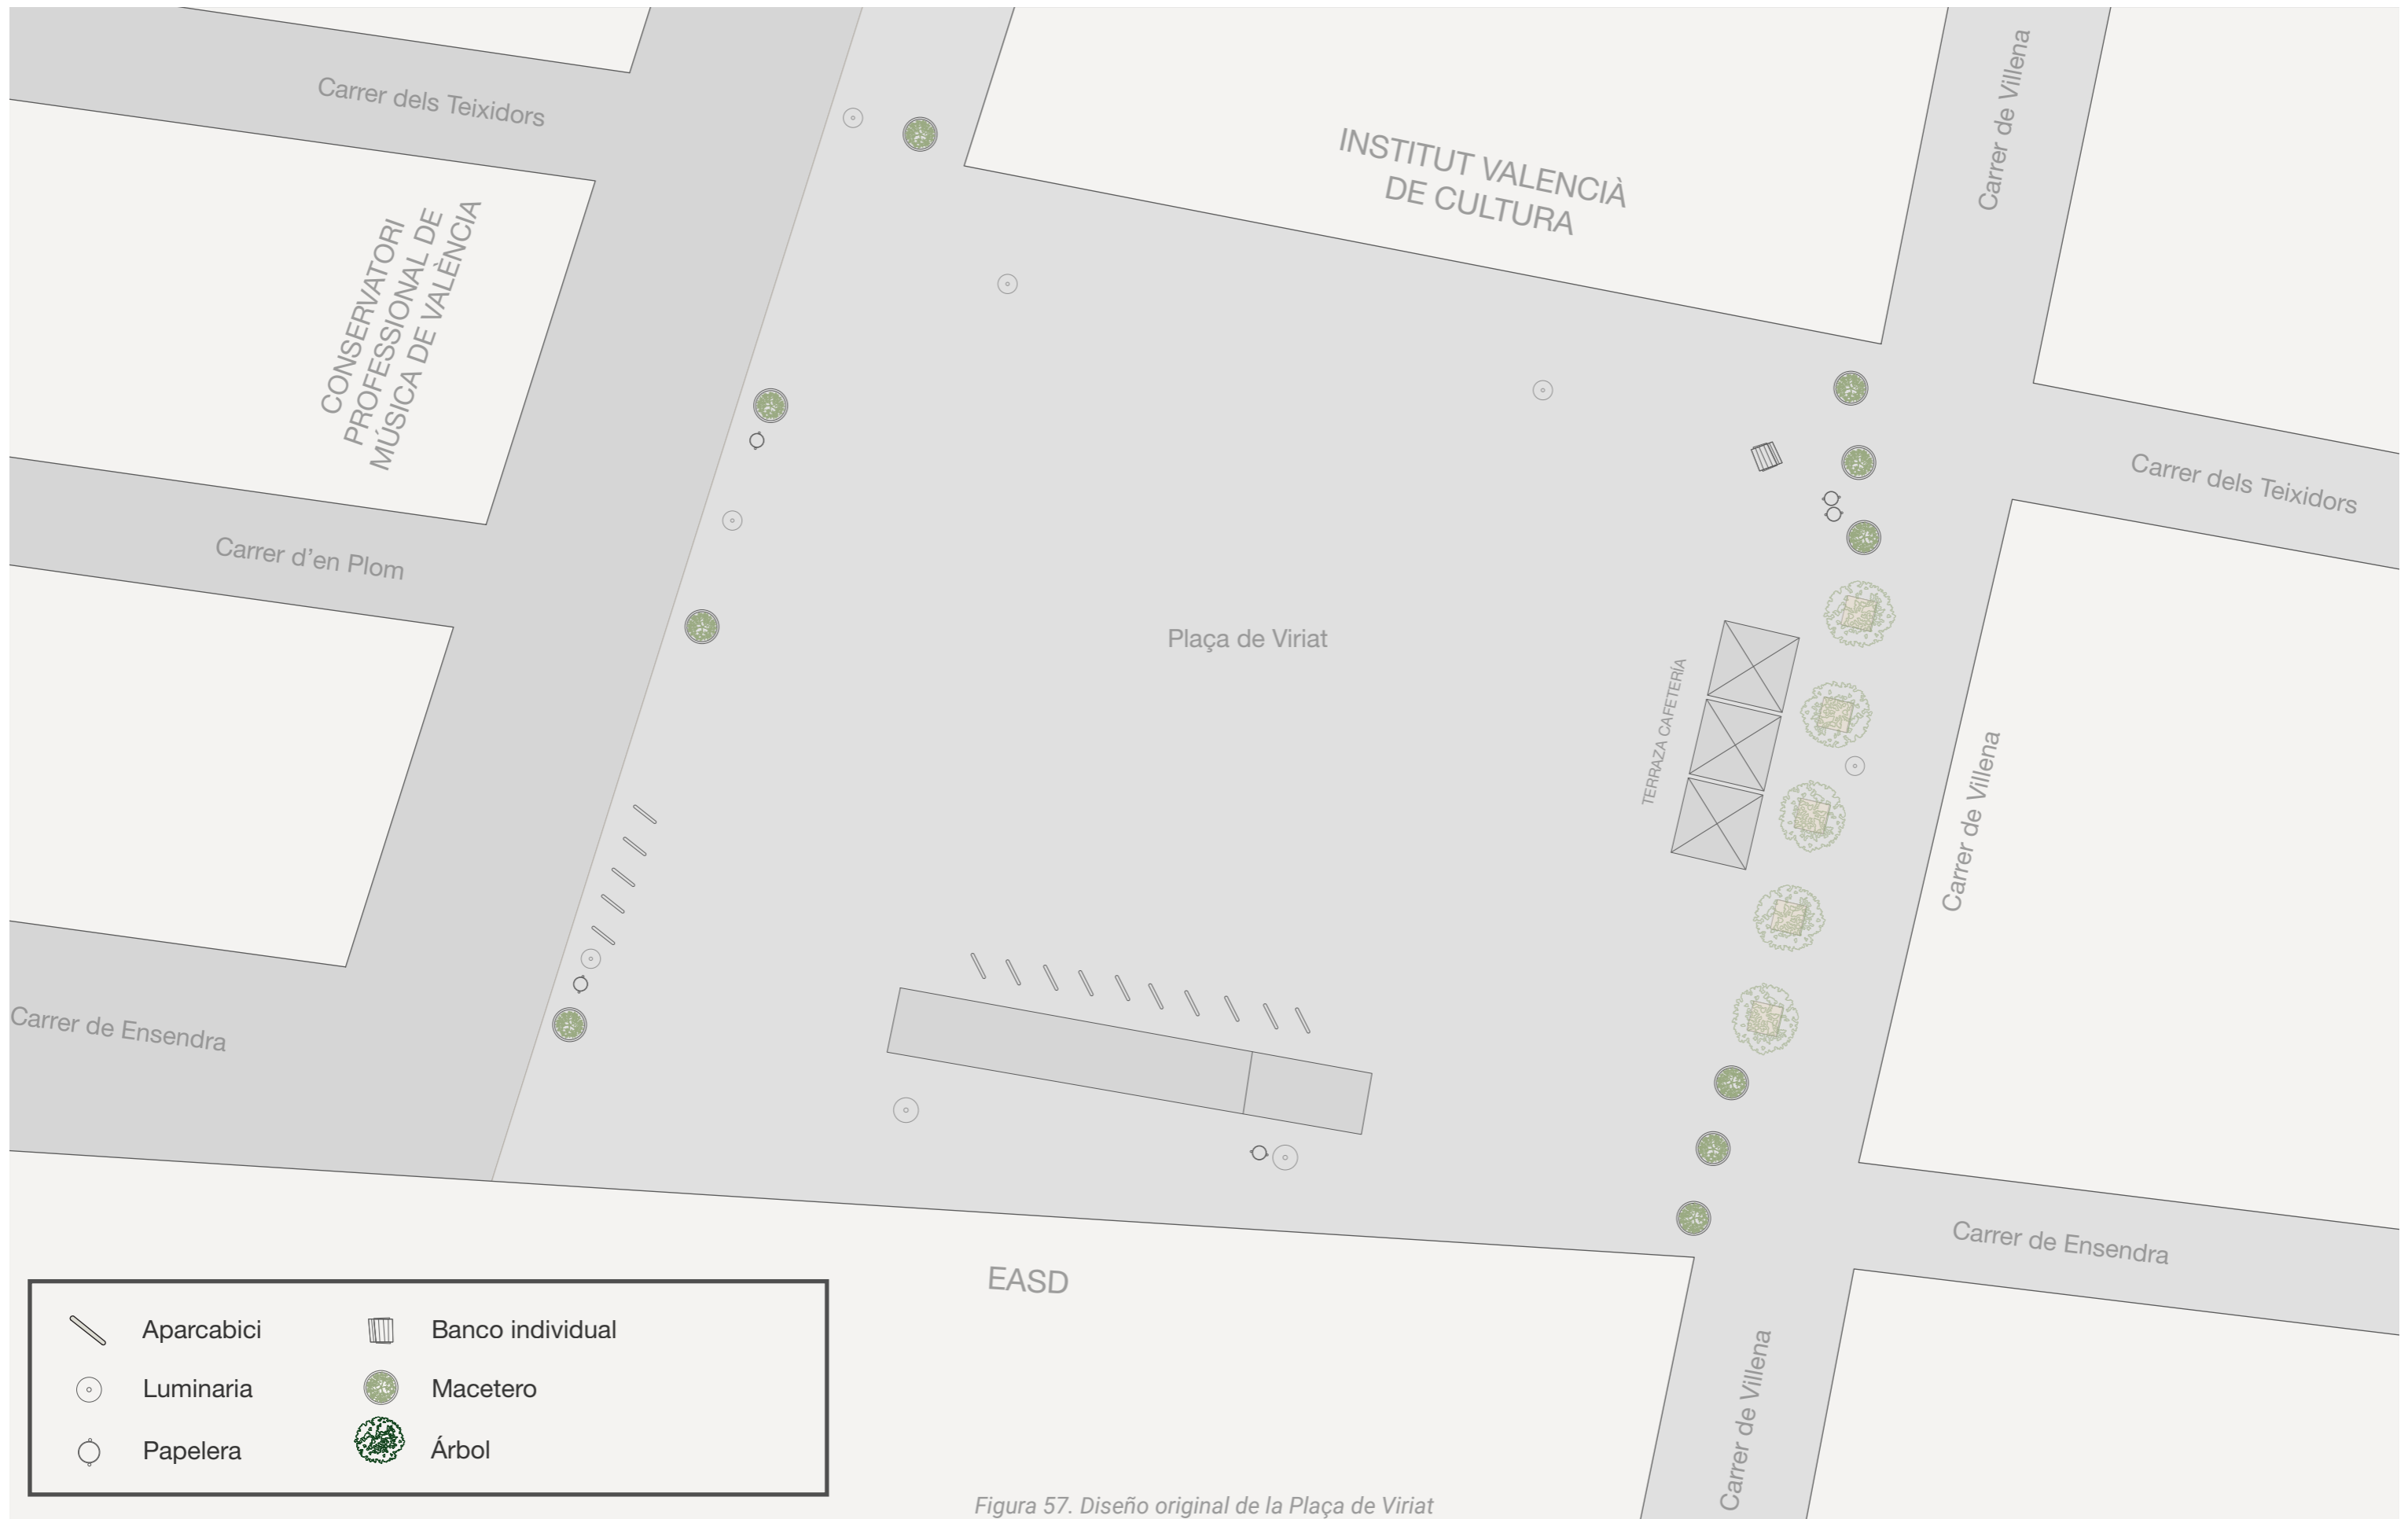 Carrer dels Teixidors
Carrer de Villena
INSTITUT VALENCIÀ
DE CULTURA
CONSERVATORI
PROFESSIONAL DE
MÚSICA DE VALÈNCIA
Carrer dels Teixidors
Carrer d'en Plom
Plaça de Viriat
TERRAZA CAFETERÍA
Carrer de Villena
Carrer de Ensendra
Carrer de Ensendra
EASD
Carrer de Villena
Aparcabici
Banco individual
Luminaria
Macetero
Papelera
Árbol
Figura 57. Diseño original de la Plaça de Viriat